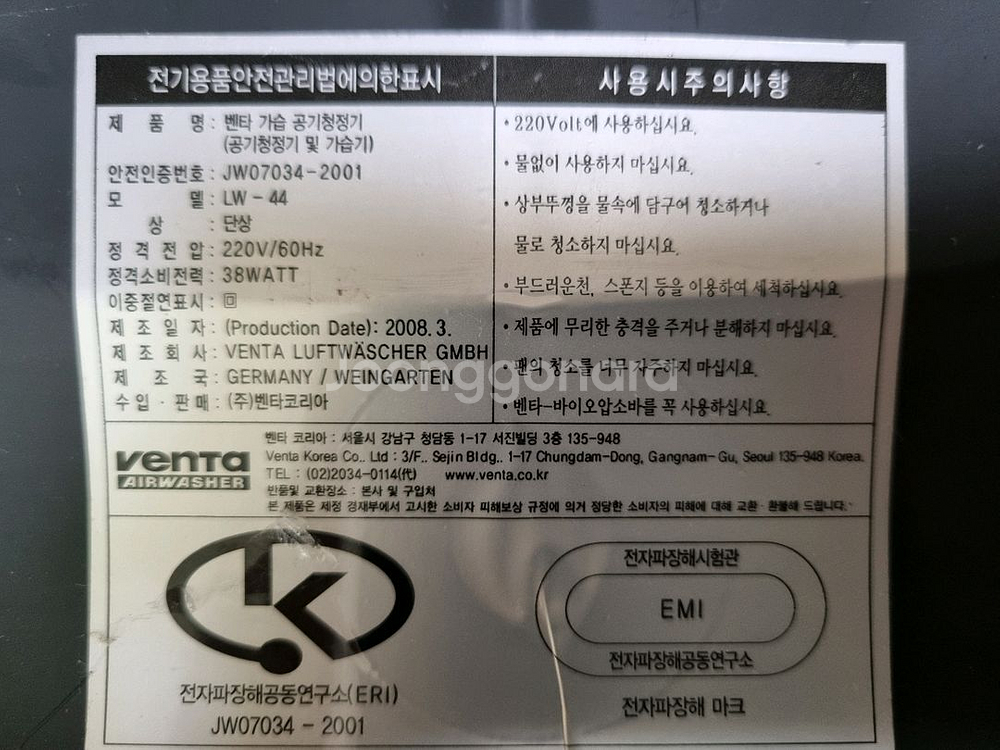 전기용품안전관리법에의한표시
제 품 명 : 벤타 가습 공기청정기
(공기청정기 및 가습기)
안전인증번호 : JW07034-2001
모 델 : LW - 44
상 : 단상
정 격 전 압 : 220V/60Hz
정격소비전력 : 38WATT
이중절연표시 : 回
제 조 일 자 : (Production Date): 2008.3.
제 조 회 사 : VENTA LUFTWÄSCHER GMBH
제 조 국 : GERMANY / WEINGARTEN
수입 · 판매 : (주)벤타코리아
사용시주의사항
• 220Volt에 사용하십시요.
• 물없이 사용하지 마십시요.
• 상부뚜껑을 물속에 담구어 청소하거나
물로 청소하지 마십시요.
• 부드러운천, 스폰지 등을 이용하여 세척하십시요.
• 제품에 무리한 충격을 주거나 분해하지 마십시요.
• 팬의 청소를 너무 자주하지 마십시요.
• 벤타-바이오압소바를 꼭 사용하십시요.
Joonggonara
venta
AIRWASHER
벤타 코리아 : 서울시 강남구 청담동 1-17 서진빌딩 3층 135-948
Venta Korea Co.. Ltd : 3/F.. Sejin Bldg.. 1-17 Chungdam-Dong, Gangnam-Gu, Seoul 135-948 Korea.
TEL : (02)2034-0114(代) www.venta.co.kr
반품및 교환장소 : 본사 및 구입처
본 제품은 재정 경제부에서 고시한 소비자 피해보상 규정에 의거 정당한 소비자의 피해에 대해 교환·환불해 드립니다.
전자파장해공동연구소(ERI)
JW07034 - 2001
전자파장해시험관
EMI
전자파장해공동연구소
전자파장해 마크